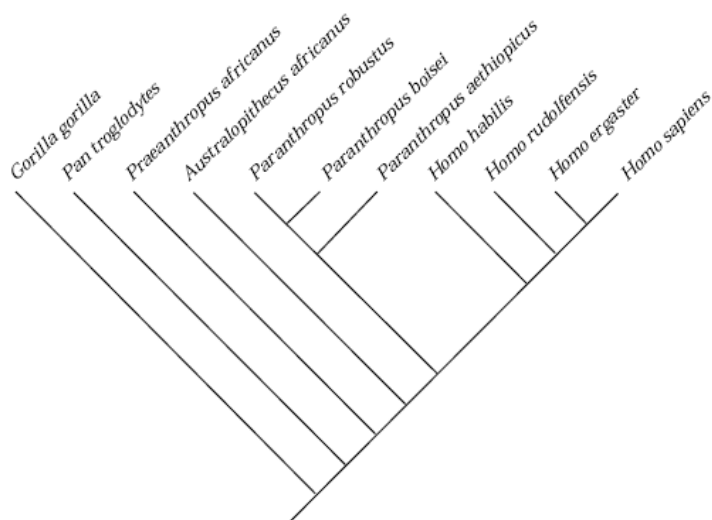 Gorilla gorilla
Pan troglodytes
Praeanthropus africanus
Australopithecus africanus
Paranthropus robustus
Paranthropus boisei
Paranthropus aethiopicus
Homo habilis
Homo rudolfensis
Homo ergaster
Homo sapiens